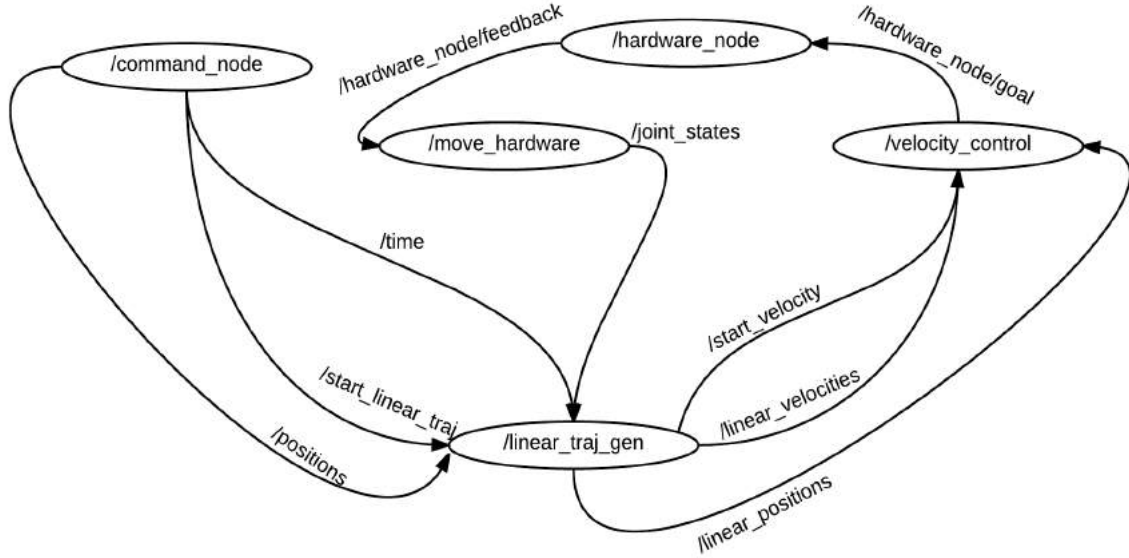 /hardware_node/feedback
/hardware_node
/hardware_node/goal
/command_node
/move_hardware
/joint_states
/velocity_control
/time
/start_velocity
/start_linear_traj
/positions
/linear_traj_gen
/linear_velocities
/linear_positions